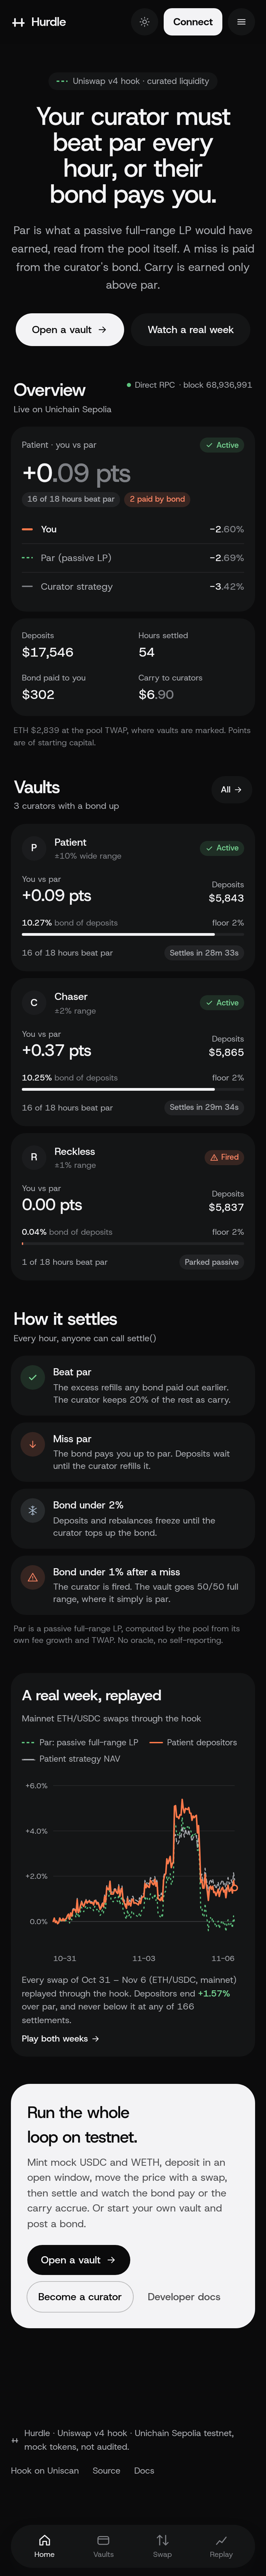 Hurdle
Connect
Uniswap v4 hook · curated liquidity
Your curator must
beat par every
hour, or their
bond pays you.
Par is what a passive full-range LP would have
earned, read from the pool itself. A miss is paid
from the curator's bond. Carry is earned only
above par.
Open a vault →
Watch a real week
Overview
Direct RPC · block 68,936,991
Live on Unichain Sepolia
Patient · you vs par
Active
+0.09 pts
16 of 18 hours beat par
2 paid by bond
You
−2.60%
Par (passive LP)
−2.69%
Curator strategy
−3.42%
Deposits
Hours settled
$17,546
54
Bond paid to you
Carry to curators
$302
$6.90
ETH $2,839 at the pool TWAP, where vaults are marked. Points
are of starting capital.
Vaults
All →
3 curators with a bond up
P
Patient
±10% wide range
Active
You vs par
Deposits
+0.09 pts
$5,843
10.27% bond of deposits
floor 2%
16 of 18 hours beat par
Settles in 28m 33s
C
Chaser
±2% range
Active
You vs par
Deposits
+0.37 pts
$5,865
10.25% bond of deposits
floor 2%
16 of 18 hours beat par
Settles in 29m 34s
R
Reckless
±1% range
Fired
You vs par
Deposits
0.00 pts
$5,837
0.04% bond of deposits
floor 2%
1 of 18 hours beat par
Parked passive
How it settles
Every hour, anyone can call settle()
Beat par
The excess refills any bond paid out earlier.
The curator keeps 20% of the rest as carry.
Miss par
The bond pays you up to par. Deposits wait
until the curator refills it.
Bond under 2%
Deposits and rebalances freeze until the
curator tops up the bond.
Bond under 1% after a miss
The curator is fired. The vault goes 50/50 full
range, where it simply is par.
Par is a passive full-range LP, computed by the pool from its
own fee growth and TWAP. No oracle, no self-reporting.
A real week, replayed
Mainnet ETH/USDC swaps through the hook
Par: passive full-range LP
Patient depositors
Patient strategy NAV
+6.0%
+4.0%
+2.0%
0.0%
10-31
11-03
11-06
Every swap of Oct 31 – Nov 6 (ETH/USDC, mainnet)
replayed through the hook. Depositors end +1.57%
over par, and never below it at any of 166
settlements.
Play both weeks →
Run the whole
loop on testnet.
Mint mock USDC and WETH, deposit in an
open window, move the price with a swap,
then settle and watch the bond pay or the
carry accrue. Or start your own vault and
post a bond.
Open a vault →
Become a curator
Developer docs
Hurdle · Uniswap v4 hook · Unichain Sepolia testnet,
mock tokens, not audited.
Hook on Uniscan
Source
Docs
Home
Vaults
Swap
Replay